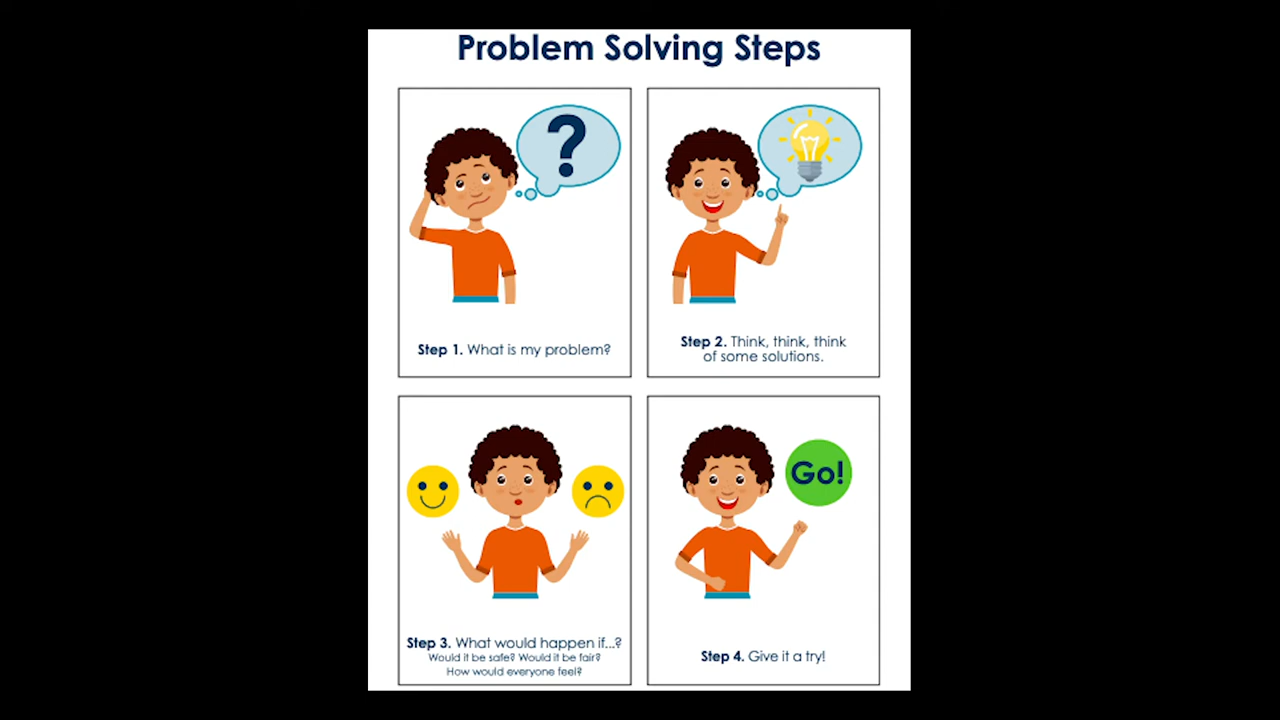 Problem Solving Steps
?
Step 1. What is my problem?
Step 2. Think, think, think
of some solutions.
Step 3. What would happen if...?
Would it be safe? Would it be fair?
How would everyone feel?
Go!
Step 4. Give it a try!